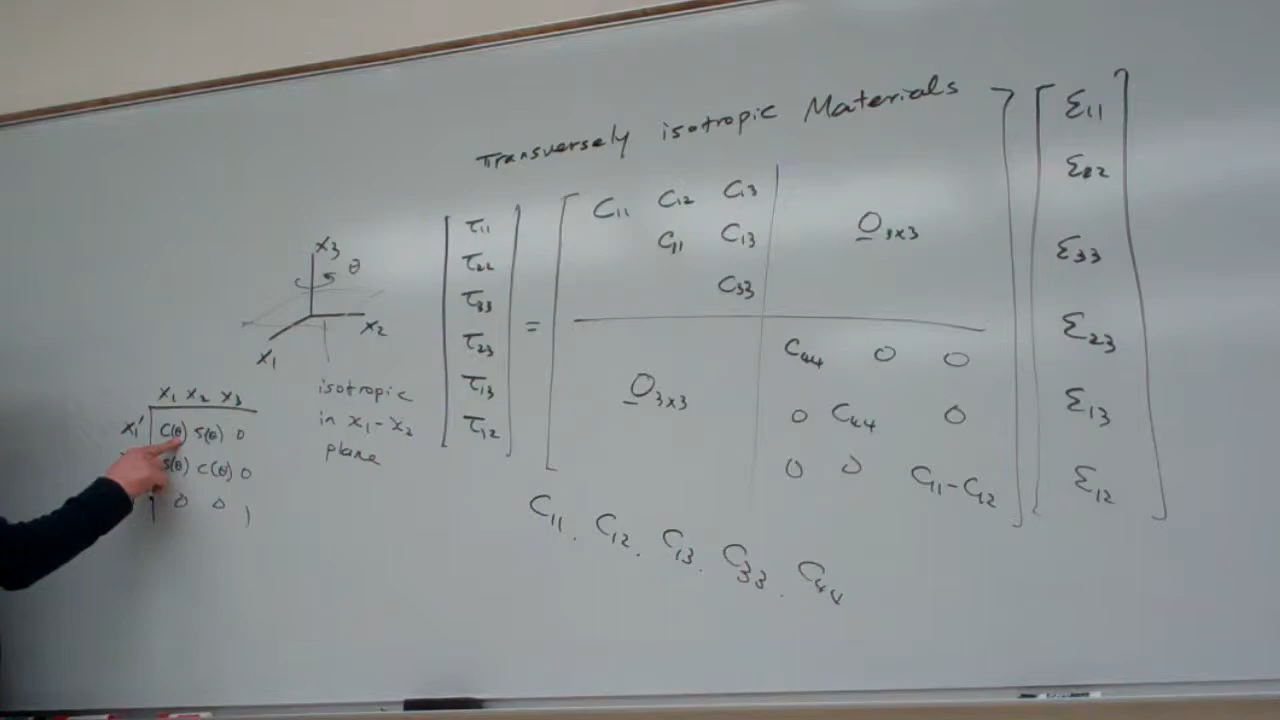 Transversely isotropic Materials
x3
θ
x2
x1
isotropic
in x1-x2
plane
x1 x2 x3
x1' C(θ) S(θ) 0
S(θ) C(θ) 0
0 0 1
τ11
τ22
τ33
τ23
τ13
τ12
=
C11 C12 C13
C11 C13
C33
0 3x3
0 3x3
C44 0 0
0 C44 0
0 0 C11-C12
ε11
ε22
ε33
ε23
ε13
ε12
C11, C12, C13, C33, C44